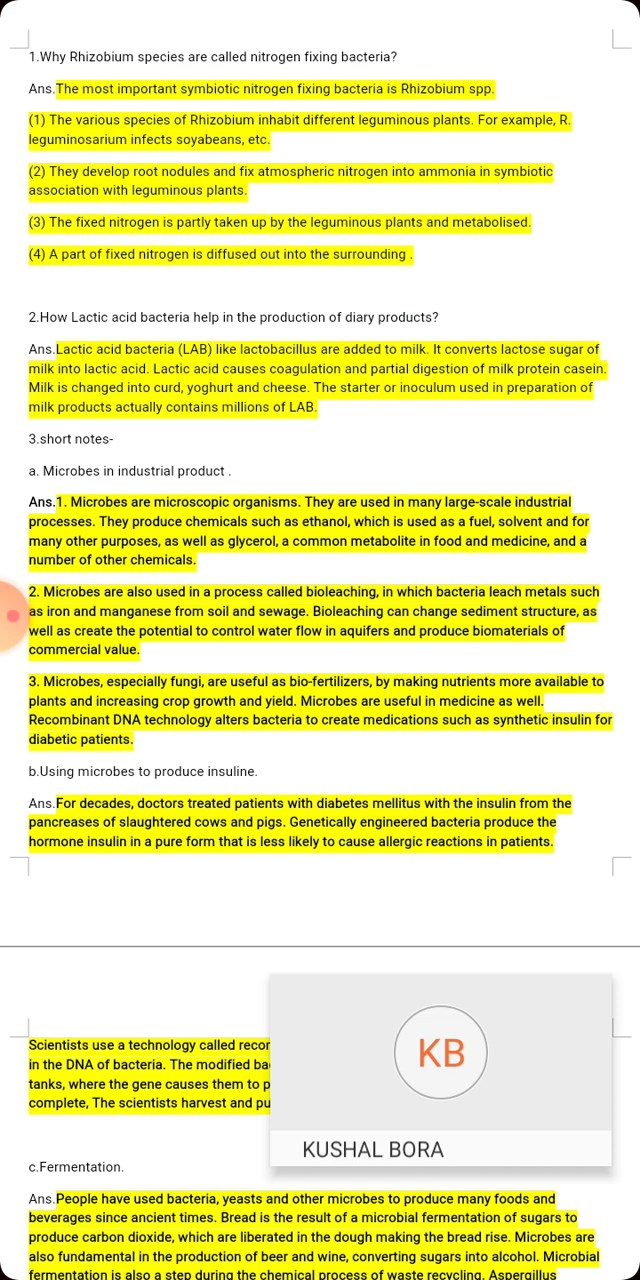 1.Why Rhizobium species are called nitrogen fixing bacteria?
Ans.The most important symbiotic nitrogen fixing bacteria is Rhizobium spp.
(1) The various species of Rhizobium inhabit different leguminous plants. For example, R.
leguminosarium infects soyabeans, etc.
(2) They develop root nodules and fix atmospheric nitrogen into ammonia in symbiotic
association with leguminous plants.
(3) The fixed nitrogen is partly taken up by the leguminous plants and metabolised.
(4) A part of fixed nitrogen is diffused out into the surrounding .
2.How Lactic acid bacteria help in the production of diary products?
Ans.Lactic acid bacteria (LAB) like lactobacillus are added to milk. It converts lactose sugar of
milk into lactic acid. Lactic acid causes coagulation and partial digestion of milk protein casein.
Milk is changed into curd, yoghurt and cheese. The starter or inoculum used in preparation of
milk products actually contains millions of LAB.
3.short notes-
a. Microbes in industrial product .
Ans.1. Microbes are microscopic organisms. They are used in many large-scale industrial
processes. They produce chemicals such as ethanol, which is used as a fuel, solvent and for
many other purposes, as well as glycerol, a common metabolite in food and medicine, and a
number of other chemicals.
2. Microbes are also used in a process called bioleaching, in which bacteria leach metals such
as iron and manganese from soil and sewage. Bioleaching can change sediment structure, as
well as create the potential to control water flow in aquifers and produce biomaterials of
commercial value.
3. Microbes, especially fungi, are useful as bio-fertilizers, by making nutrients more available to
plants and increasing crop growth and yield. Microbes are useful in medicine as well.
Recombinant DNA technology alters bacteria to create medications such as synthetic insulin for
diabetic patients.
b.Using microbes to produce insuline.
Ans.For decades, doctors treated patients with diabetes mellitus with the insulin from the
pancreases of slaughtered cows and pigs. Genetically engineered bacteria produce the
hormone insulin in a pure form that is less likely to cause allergic reactions in patients.
Scientists use a technology called
in the DNA of bacteria. The modified
tanks, where the gene causes them to
complete, The scientists harvest and
KB
KUSHAL BORA
c.Fermentation.
Ans.People have used bacteria, yeasts and other microbes to produce many foods and
beverages since ancient times. Bread is the result of a microbial fermentation of sugars to
produce carbon dioxide, which are liberated in the dough making the bread rise. Microbes are
also fundamental in the production of beer and wine, converting sugars into alcohol. Microbial
fermentation is also a step during the chemical process of waste recycling. Aspergillus